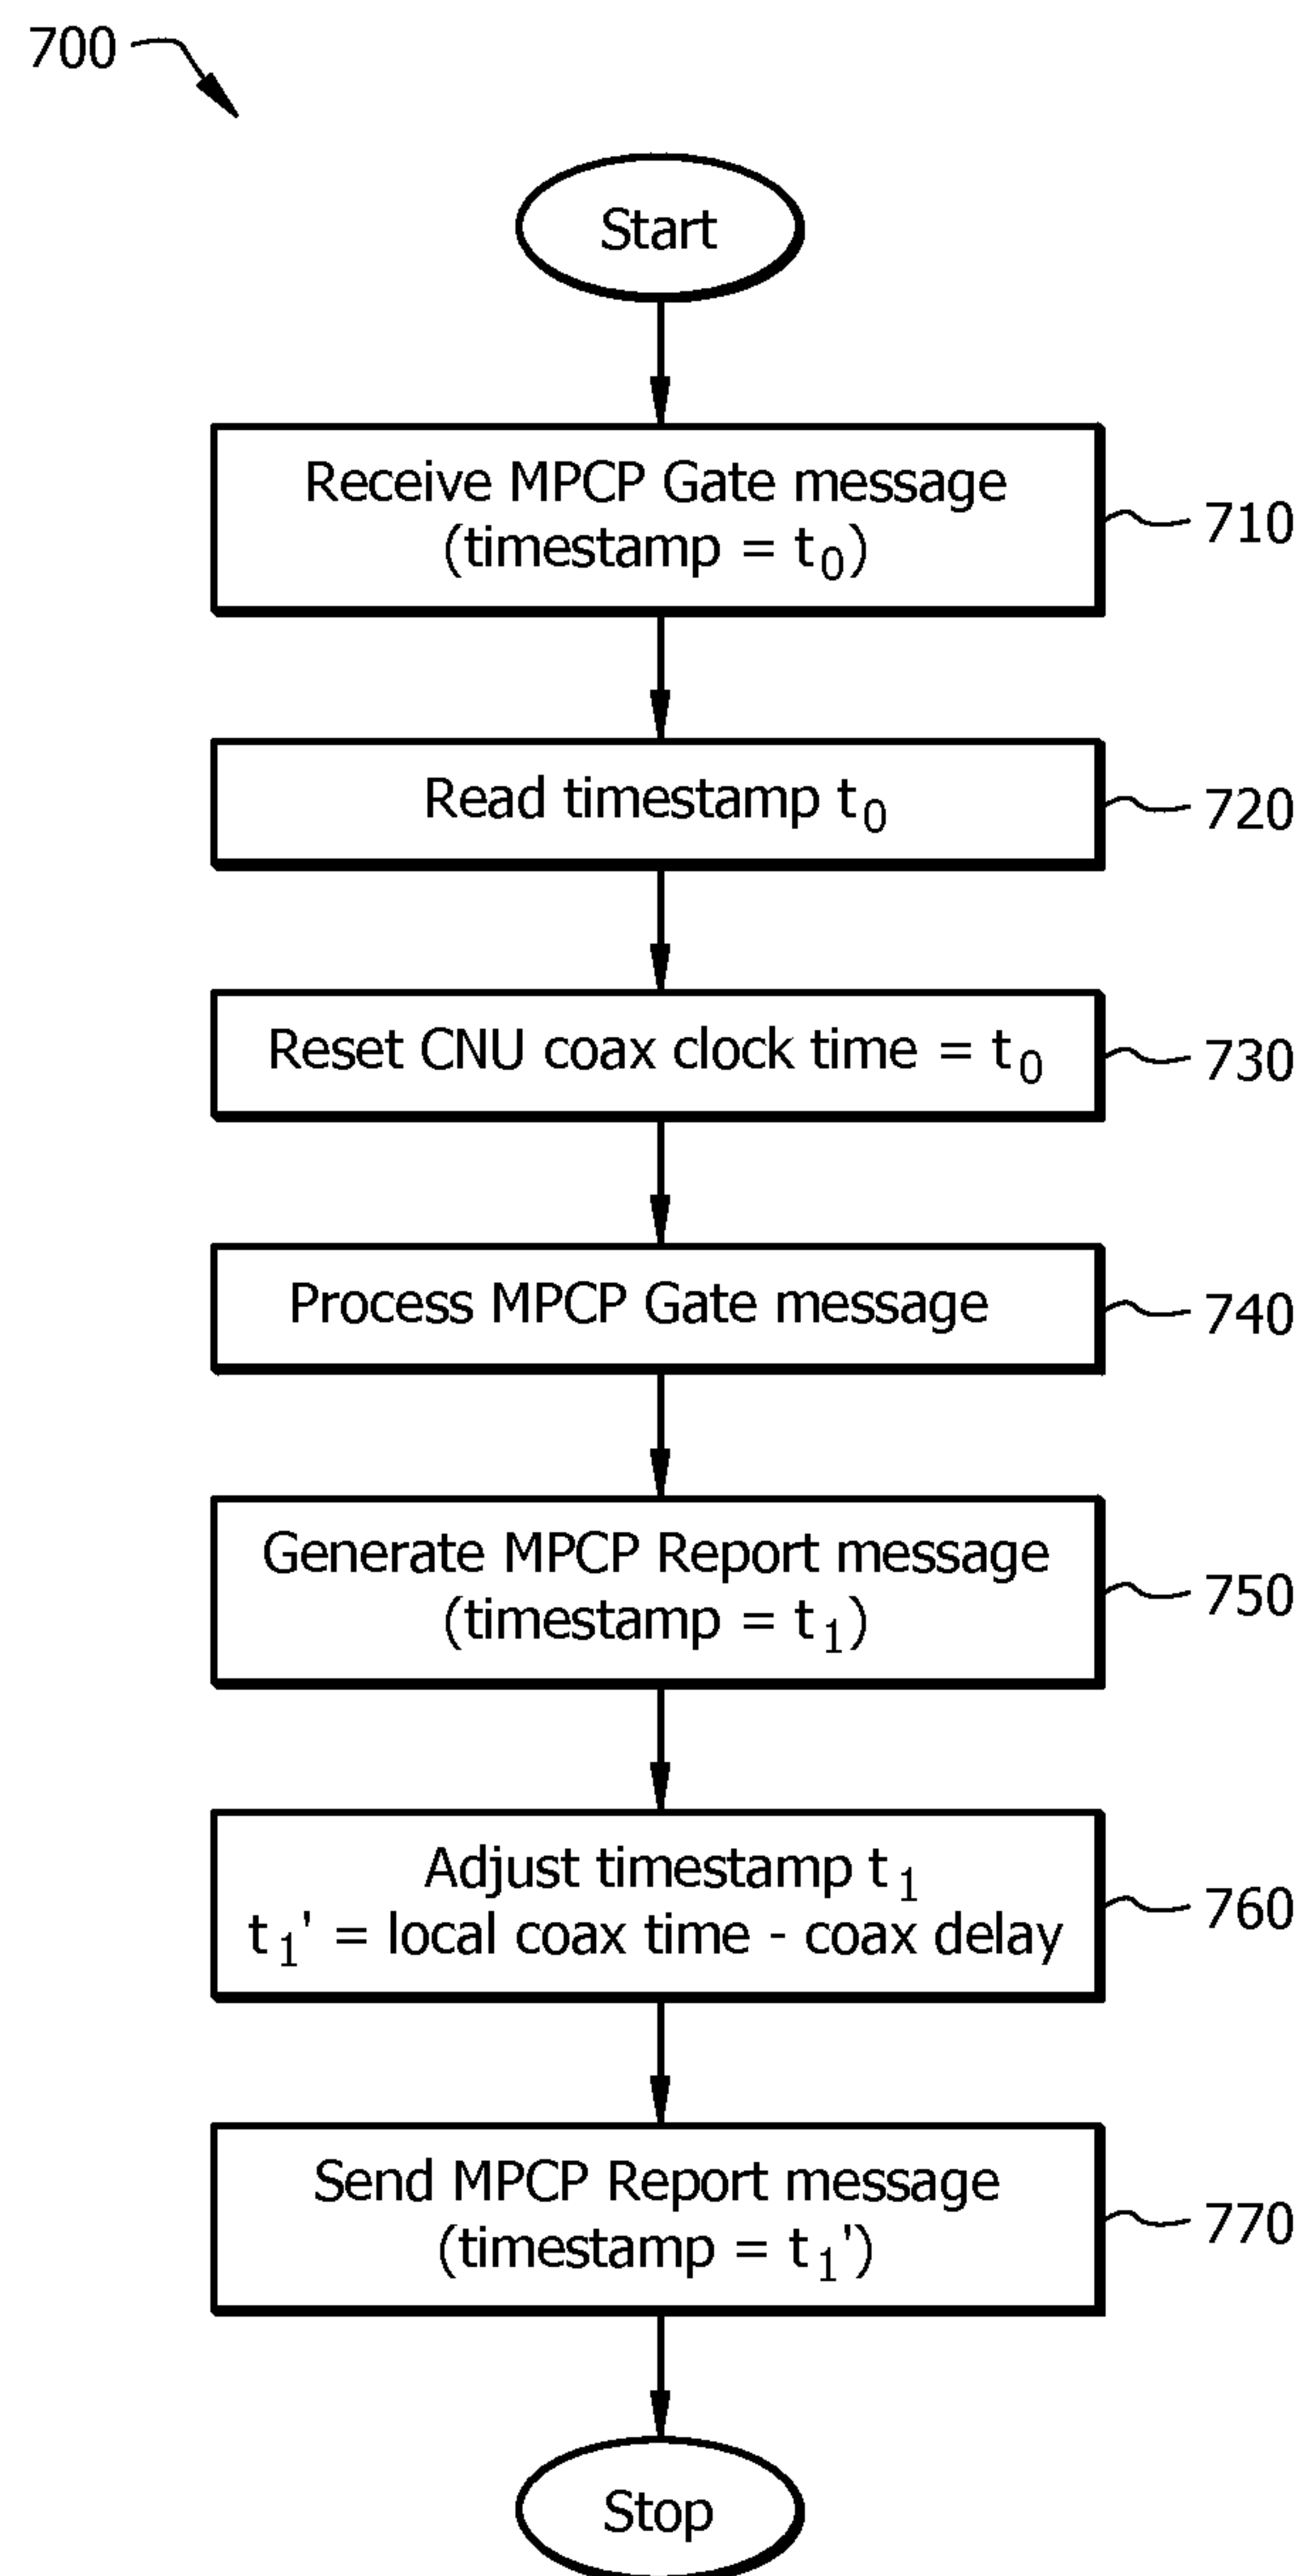 700
Start
Receive MPCP Gate message
(timestamp = t₀)
710
Read timestamp t₀
720
Reset CNU coax clock time = t₀
730
Process MPCP Gate message
740
Generate MPCP Report message
(timestamp = t₁)
750
Adjust timestamp t₁
t₁' = local coax time - coax delay
760
Send MPCP Report message
(timestamp = t₁')
770
Stop